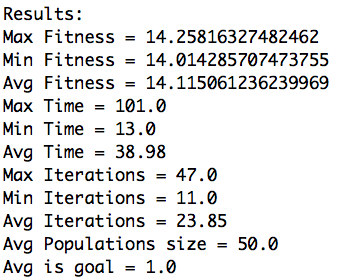 Results:
Max Fitness = 14.25816327482462
Min Fitness = 14.014285707473755
Avg Fitness = 14.115061236239969
Max Time = 101.0
Min Time = 13.0
Avg Time = 38.98
Max Iterations = 47.0
Min Iterations = 11.0
Avg Iterations = 23.85
Avg Populations size = 50.0
Avg is goal = 1.0